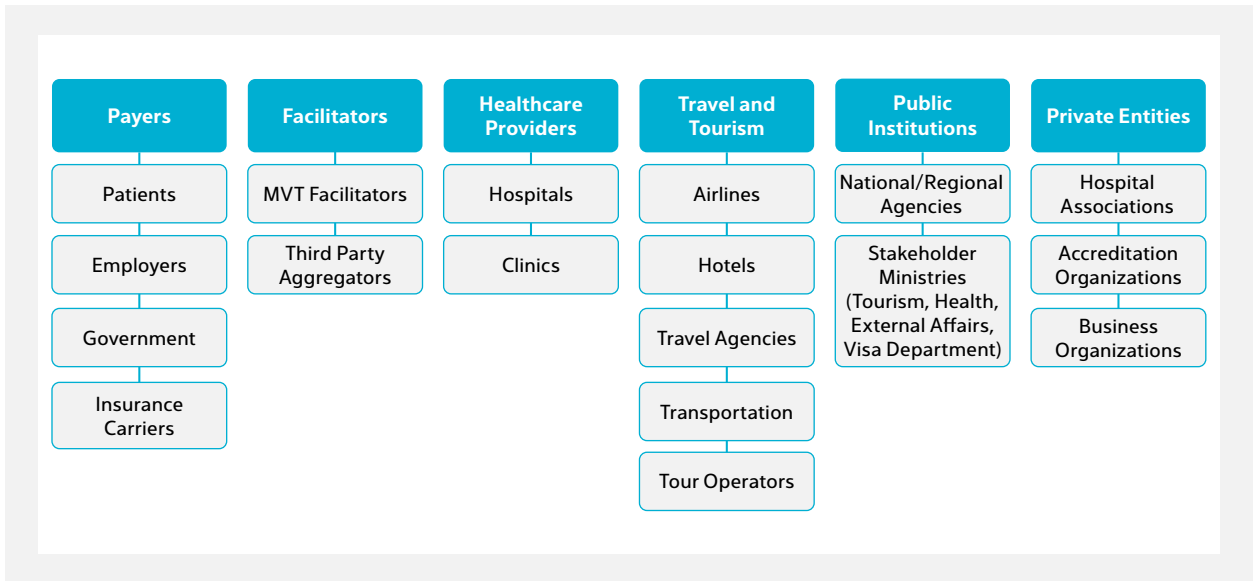 Payers
Patients
Employers
Government
Insurance
Carriers
Facilitators
MVT Facilitators
Third Party
Aggregators
Healthcare
Providers
Hospitals
Clinics
Travel and
Tourism
Airlines
Hotels
Travel Agencies
Transportation
Tour Operators
Public
Institutions
National/Regional
Agencies
Stakeholder
Ministries
(Tourism, Health,
External Affairs,
Visa Department)
Private Entities
Hospital
Associations
Accreditation
Organizations
Business
Organizations